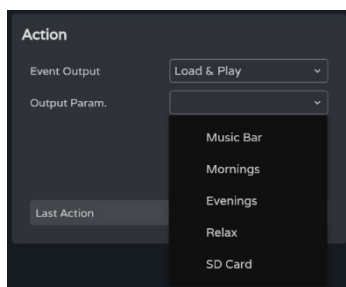 Action
Event Output Load & Play
Output Param.
Music Bar
Mornings
Evenings
Relax
Last Action
SD Card